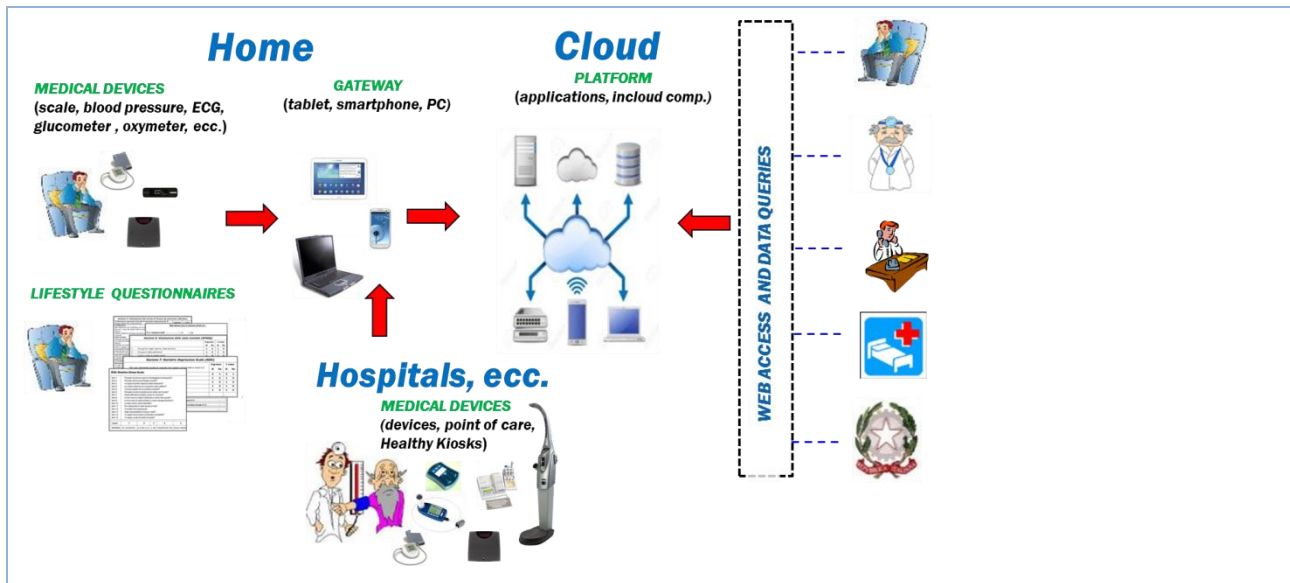 Home
MEDICAL DEVICES
(scale, blood pressure, ECG,
glucometer , oxymeter, ecc.)
GATEWAY
(tablet, smartphone, PC)
LIFESTYLE QUESTIONNAIRES
Cloud
PLATFORM
(applications, incloud comp.)
Hospitals, ecc.
MEDICAL DEVICES
(devices, point of care,
Healthy Kiosks)
WEB ACCESS AND DATA QUERIES